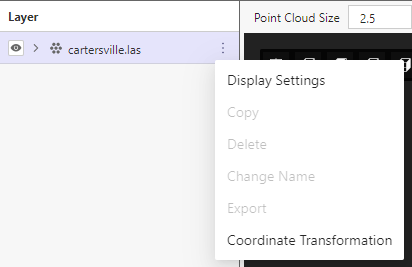 Layer
Point Cloud Size 2.5
cartersville.las
Display Settings
Copy
Delete
Change Name
Export
Coordinate Transformation